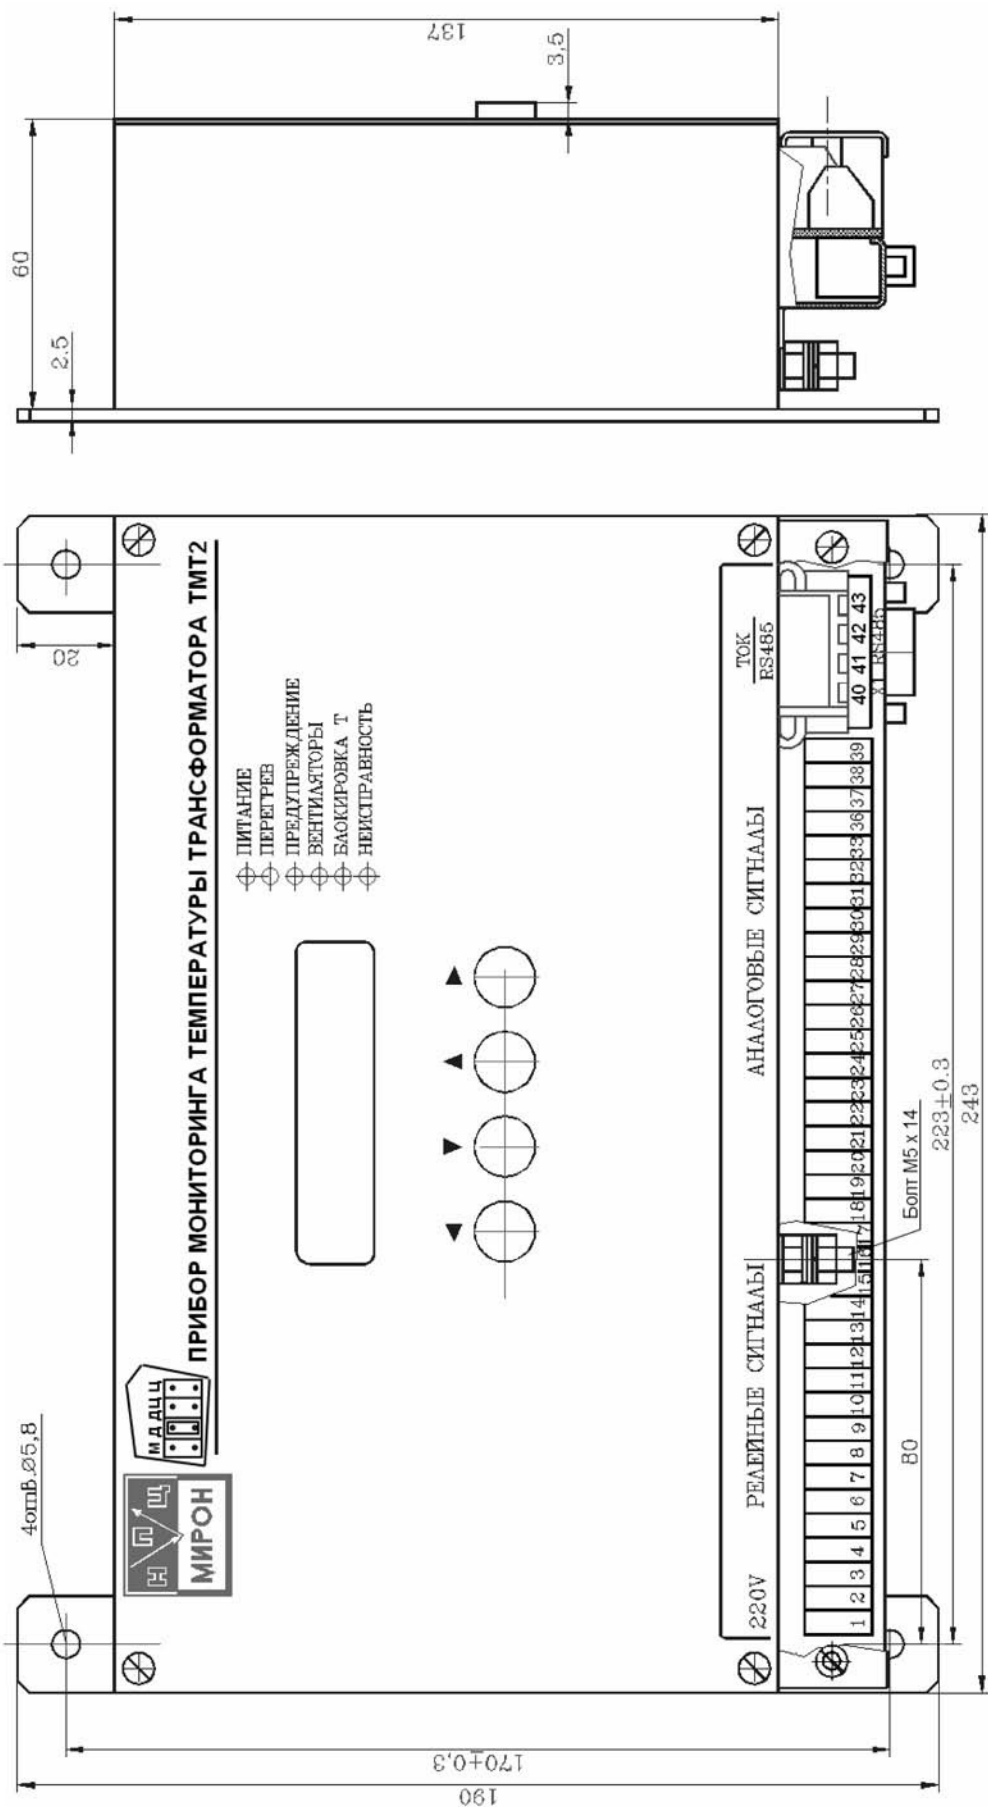 4отв.Ø5,8
Н П Ц
МИРОН
М Д Д Ц Ц
ПРИБОР МОНИТОРИНГА ТЕМПЕРАТУРЫ ТРАНСФОРМАТОРА ТМТ2
ПИТАНИЕ
ПЕРЕГРЕВ
ПРЕДУПРЕЖДЕНИЕ
ВЕНТИЛЯТОРЫ
БЛОКИРОВКА Т
НЕИСПРАВНОСТЬ
◀ ▼ ▲ ▶
220V РЕЛЕЙНЫЕ СИГНАЛЫ АНАЛОГОВЫЕ СИГНАЛЫ
ТОК
RS485
1 2 3 4 5 6 7 8 9 10 11 12 13 14 15 16 17 18 19 20 21 22 23 24 25 26 27 28 29 30 31 32 33 36 37 38 39
40 41 42 43
X1 RS485
Болт М5 х 14
80
223±0.3
243
20
170±0,3
190
2.5
60
137
3,5